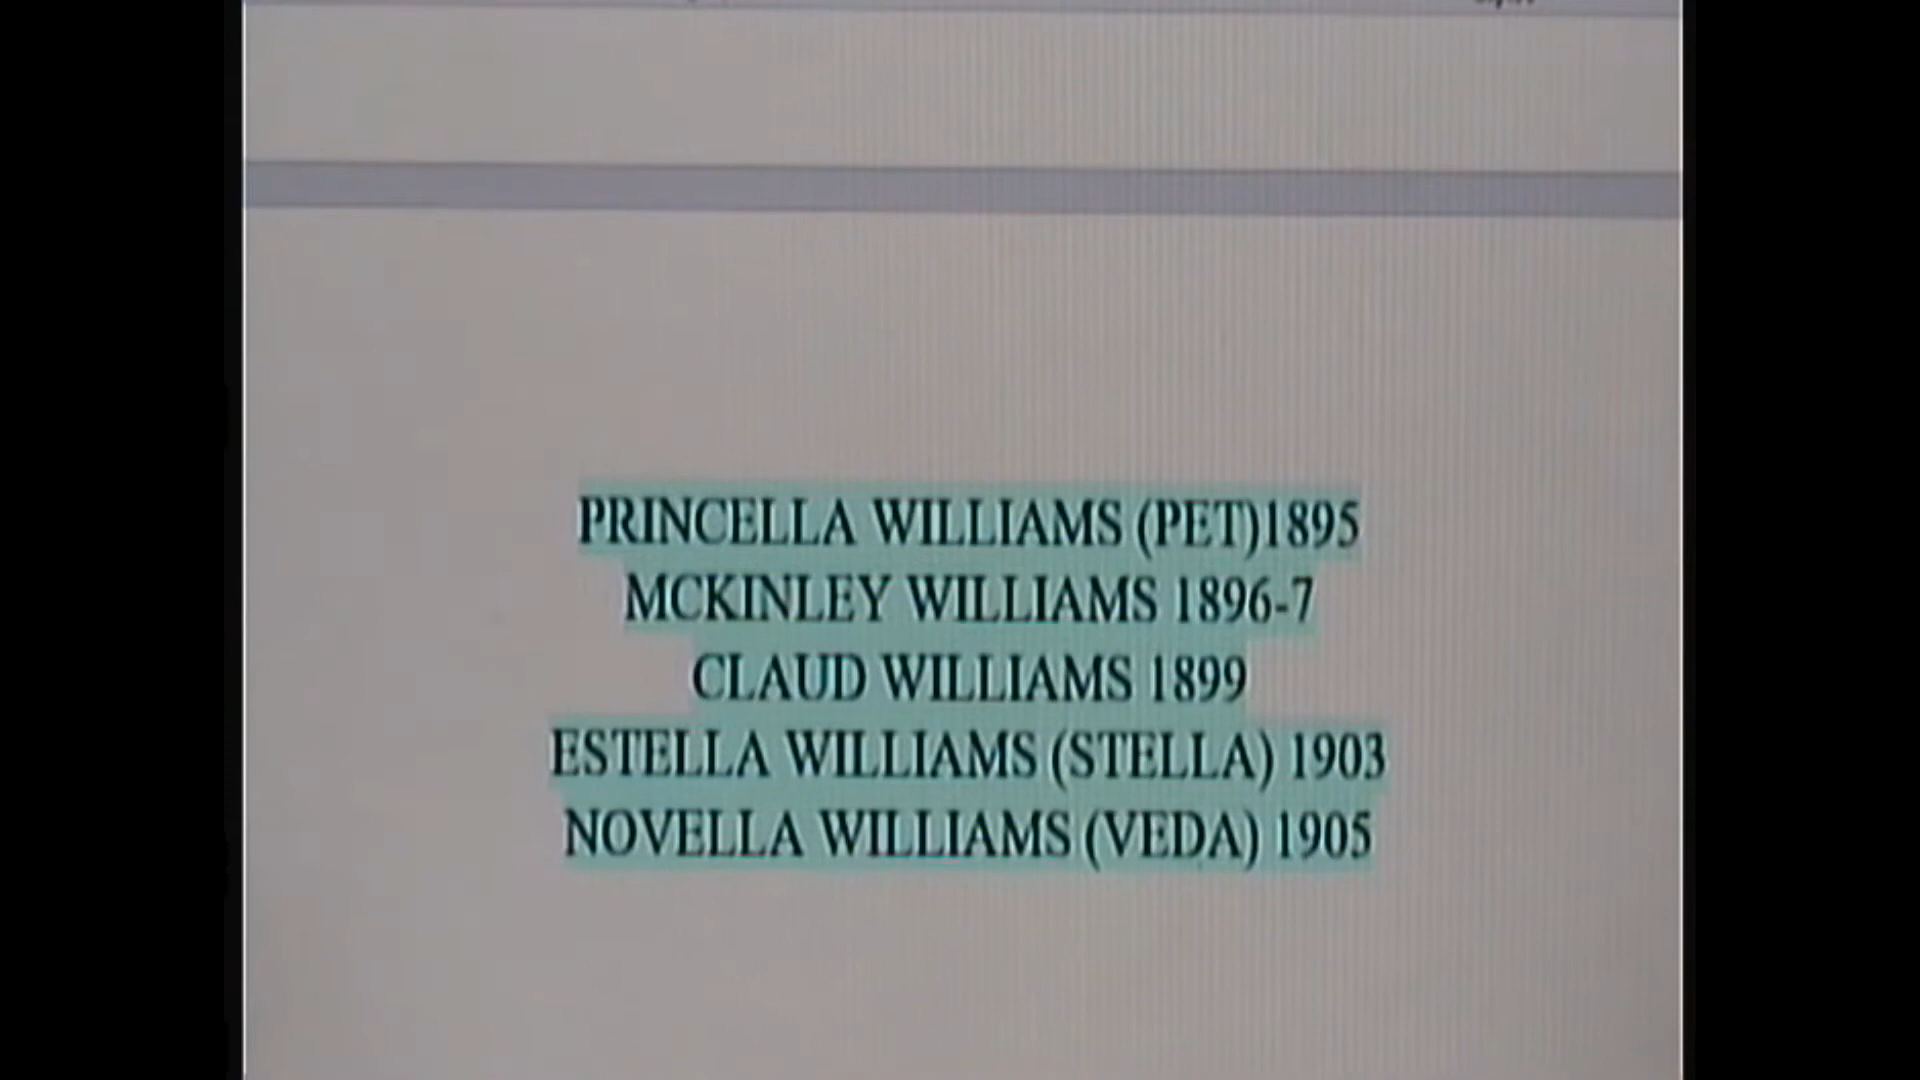 PRINCELLA WILLIAMS (PET)1895
MCKINLEY WILLIAMS 1896-7
CLAUD WILLIAMS 1899
ESTELLA WILLIAMS (STELLA) 1903
NOVELLA WILLIAMS (VEDA) 1905